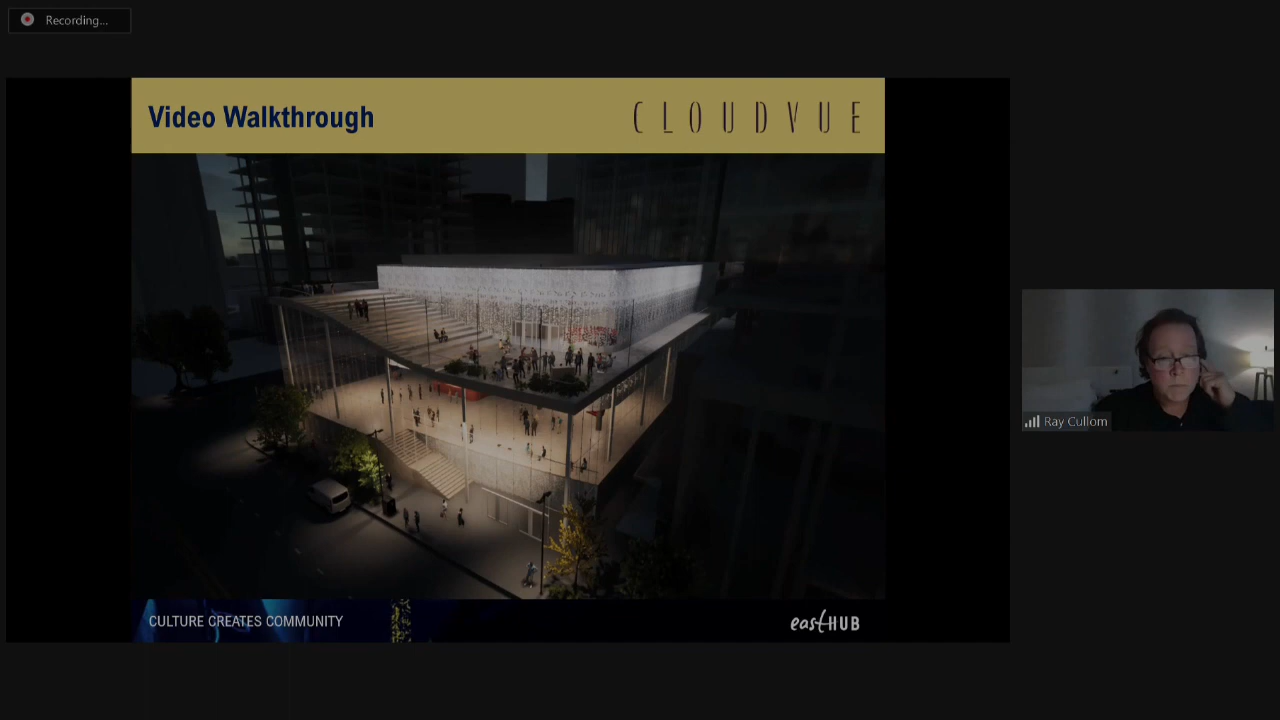 Recording...
Video Walkthrough
CLOUDVUE
CULTURE CREATES COMMUNITY
eastHUB
Ray Cullom